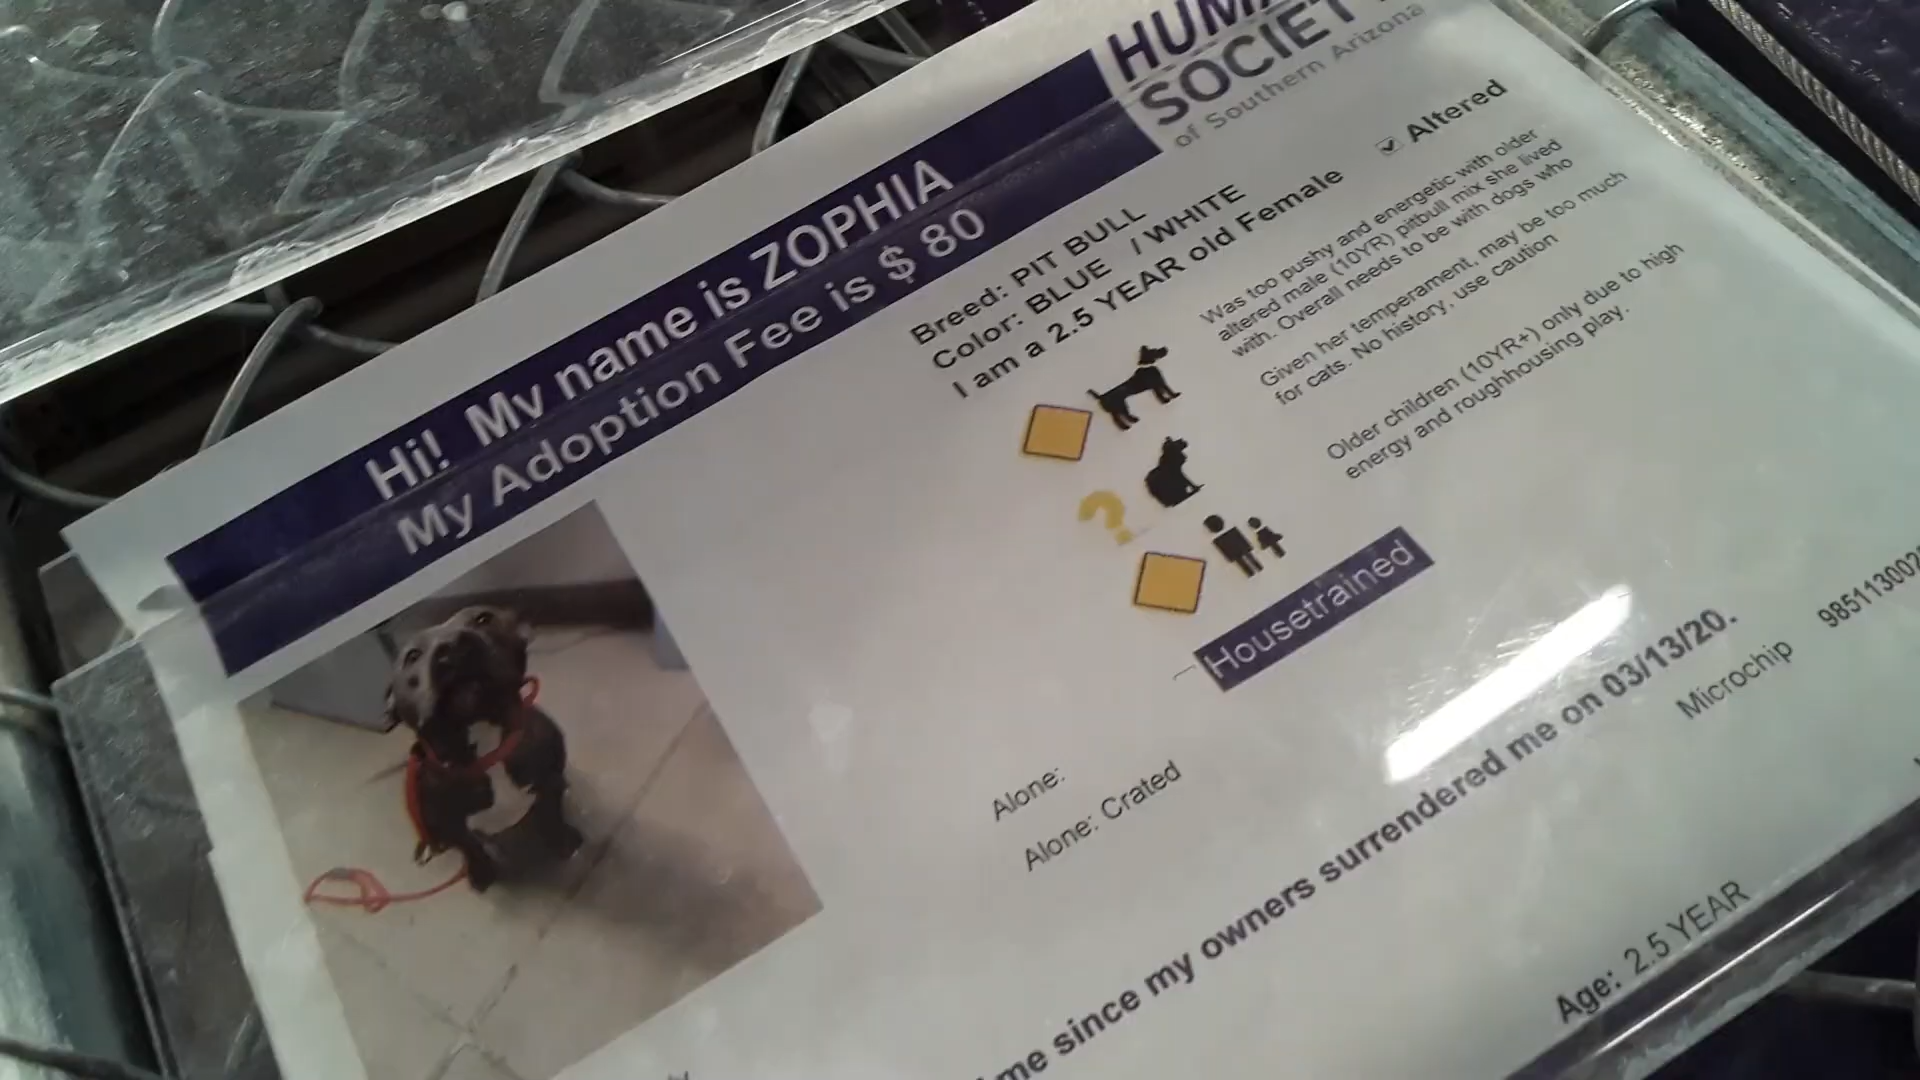 HUMA
SOCIET
of Southern Arizona
Hi! My name is ZOPHIA
My Adoption Fee is $ 80
Altered
Breed: PIT BULL
Color: BLUE / WHITE
I am a 2.5 YEAR old Female
Was too pushy and energetic with older
altered male (10YR) pitbull mix she lived
with. Overall needs to be with dogs who
Given her temperament, may be too much
for cats. No history, use caution
Older children (10YR+) only due to high
energy and roughhousing play.
?
Housetrained
Alone:
Alone: Crated
me since my owners surrendered me on 03/13/20.
Microchip
98511300
Age: 2.5 YEAR